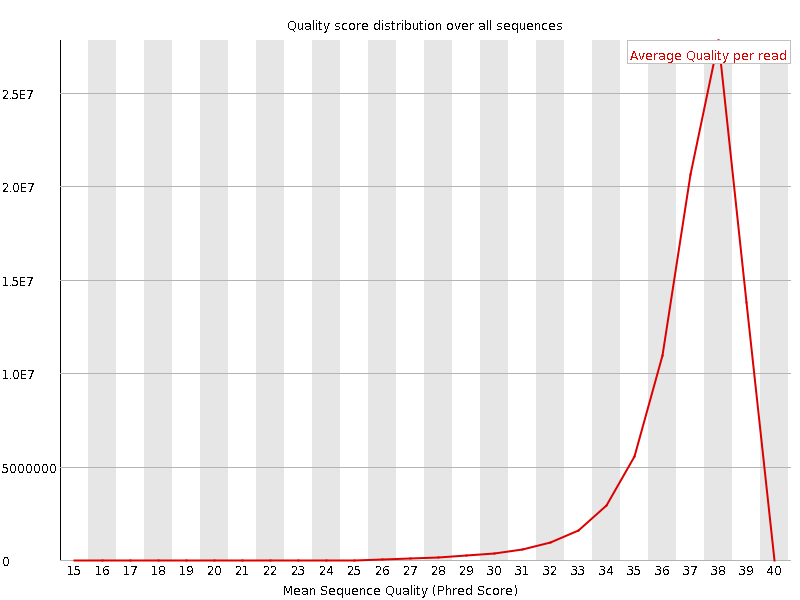 Quality score distribution over all sequences
Average Quality per read
2.5E7
2.0E7
1.5E7
1.0E7
5000000
0
15 16 17 18 19 20 21 22 23 24 25 26 27 28 29 30 31 32 33 34 35 36 37 38 39 40
Mean Sequence Quality (Phred Score)